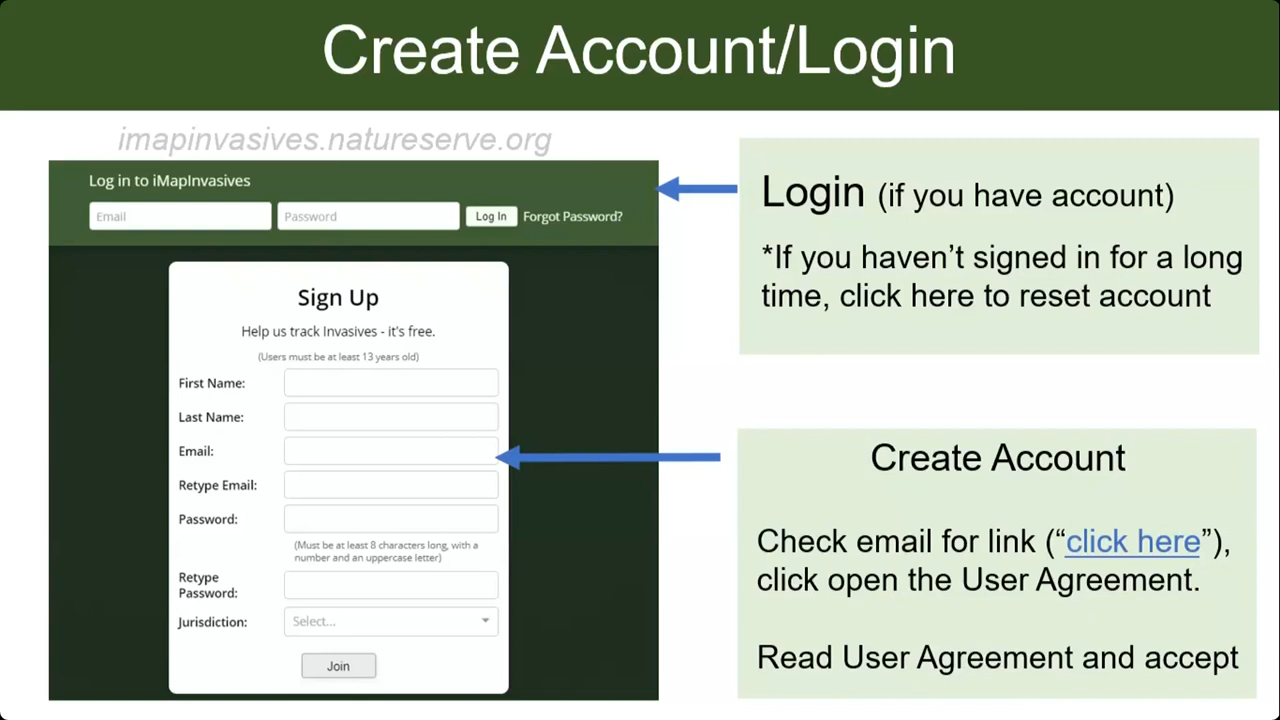 Create Account/Login
imapinvasives.natureserve.org
Log in to iMapInvasives
Email
Password
Log In
Forgot Password?
Sign Up
Help us track Invasives - it's free.
(Users must be at least 13 years old)
First Name:
Last Name:
Email:
Retype Email:
Password:
(Must be at least 8 characters long, with a
number and an uppercase letter)
Retype
Password:
Jurisdiction:
Select...
Join
Login (if you have account)
*If you haven’t signed in for a long
time, click here to reset account
Create Account
Check email for link (“click here”),
click open the User Agreement.
Read User Agreement and accept